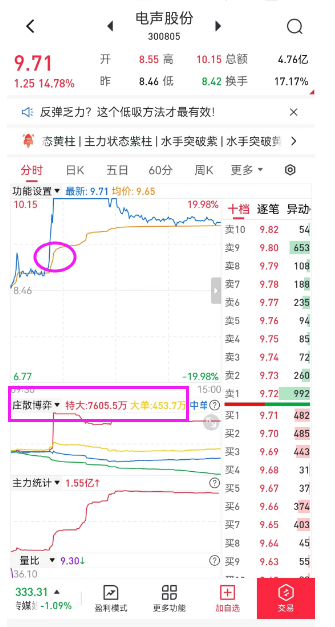 电声股份
300805
9.71
1.25 14.78%
开 8.55 高 10.15 总额 4.76亿
昨 8.46 低 8.42 换手 17.17%
反弹乏力？这个低吸方法才最有效!
态黄柱 | 主力状态紫柱 | 水手突破紫 | 水手突破黄
分时 日K 五日 60分 周K 更多
功能设置 最新: 9.71 均价: 9.65
10.15 19.98%
8.46
6.77 -19.98%
09:30 15:00
庄散博弈 特大:7605.5万 大单:453.7万 中单
主力统计 1.55亿↑
量比 9.30↓
36.10
十档 逐笔 异动
卖10 9.82 54
卖9 9.80 653
卖8 9.79 108
卖7 9.78 188
卖6 9.77 235
卖5 9.76 94
卖4 9.75 85
卖3 9.74 72
卖2 9.73 260
卖1 9.72 992
买1 9.71 482
买2 9.70 485
买3 9.69 443
买4 9.68 31
买5 9.67 37
买6 9.66 374
买7 9.65 403
买8 9.64 45
买9 9.63 55
333.31
传媒 -1.09%
盈利模式
更多功能
加自选
交易